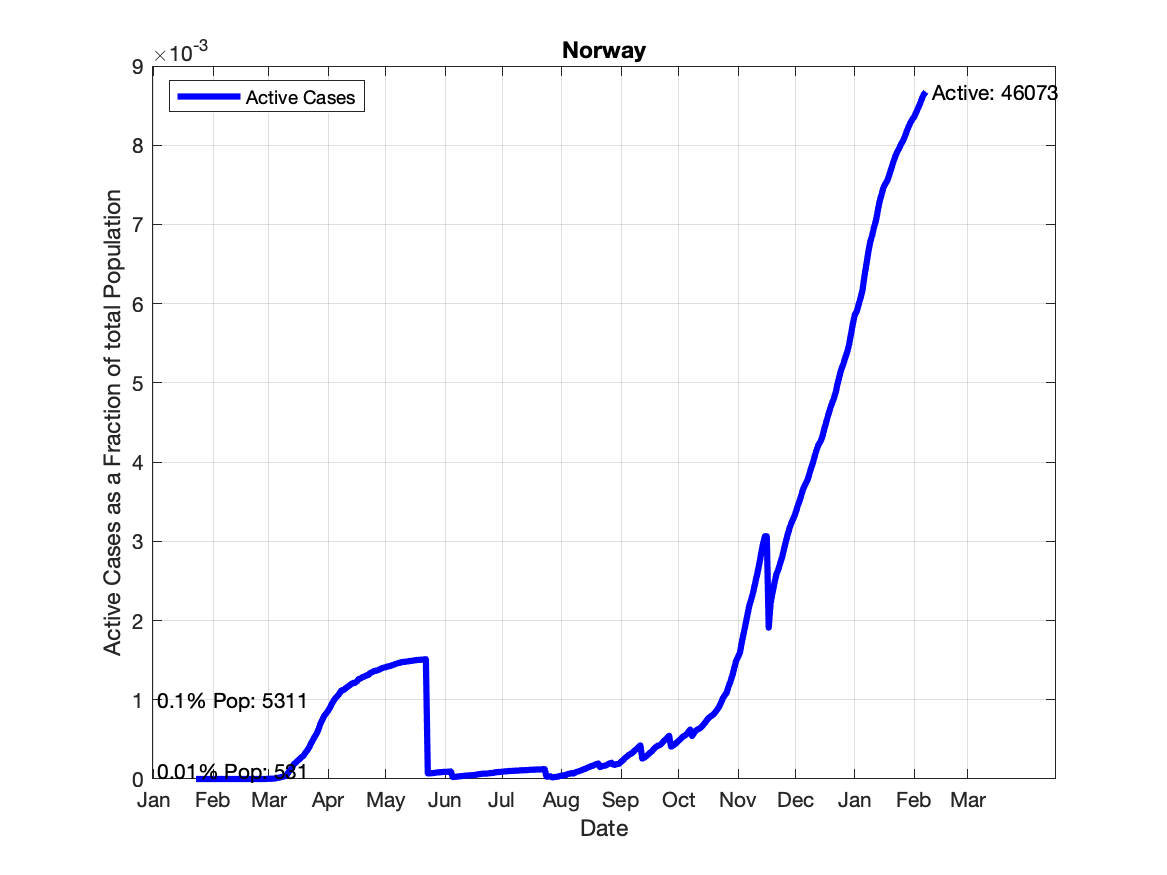 Norway
×10-3
Active Cases
Active: 46073
9
8
7
6
5
4
3
2
1
0
Active Cases as a Fraction of total Population
0.1% Pop: 5311
0.01% Pop: 531
Jan Feb Mar Apr May Jun Jul Aug Sep Oct Nov Dec Jan Feb Mar
Date